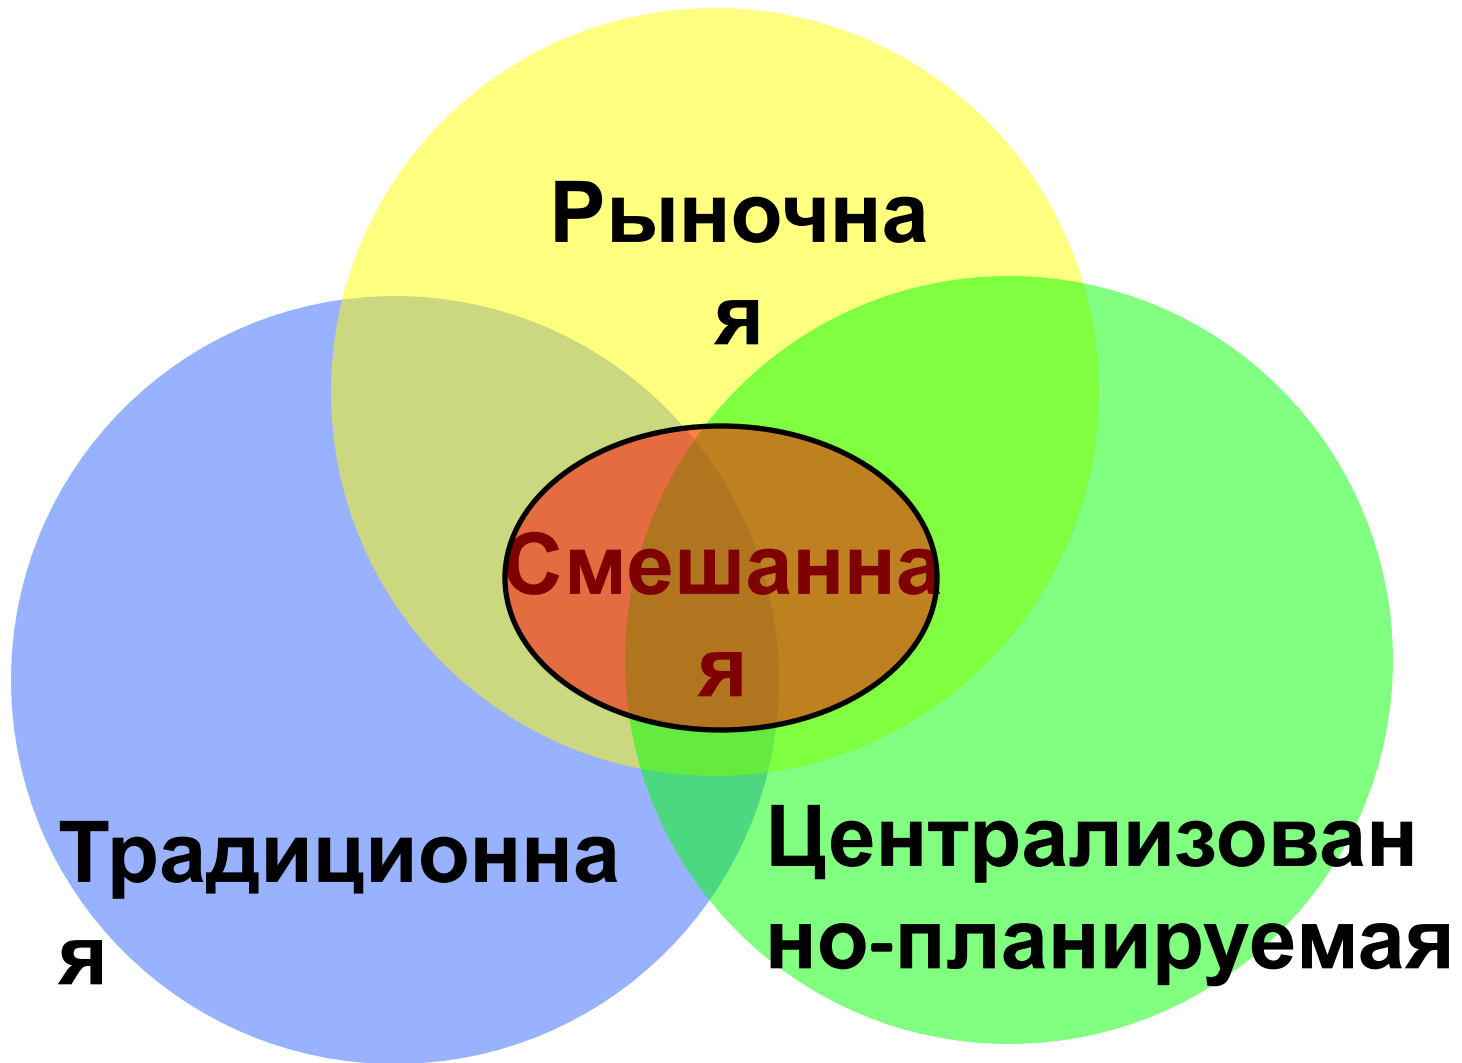 Рыночна
я
Смешанна
я
Традиционна
я
Централизован
но-планируемая